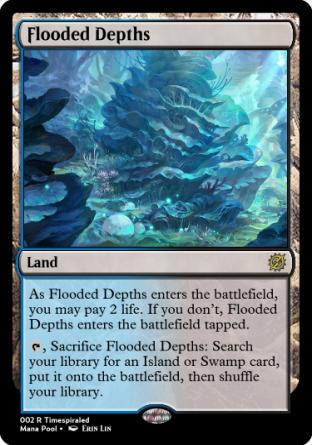 Flooded Depths
Land
As Flooded Depths enters the battlefield,
you may pay 2 life. If you don't, Flooded
Depths enters the battlefield tapped.
, Sacrifice Flooded Depths: Search
your library for an Island or Swamp card,
put it onto the battlefield, then shuffle
your library.
002 R Timespiraled
Mana Pool • Erin Lin